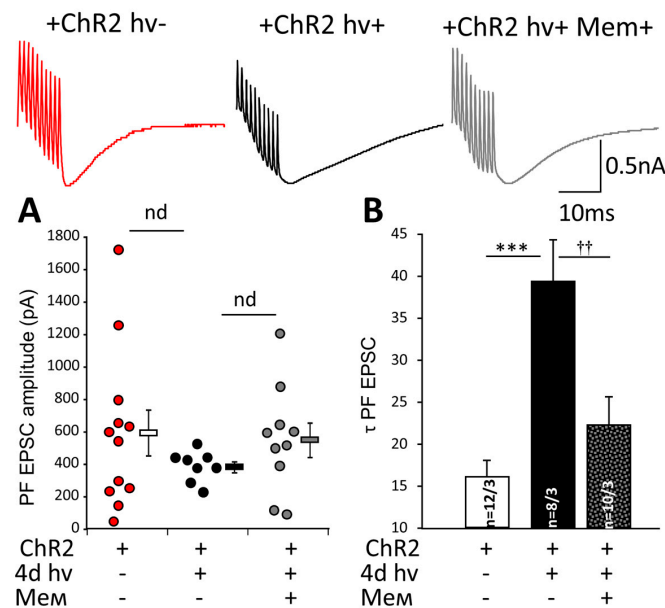 +ChR2 hv-
+ChR2 hv+
+ChR2 hv+ Mem+
0.5nA
10ms
A
nd
nd
PF EPSC amplitude (pA)
1800
1600
1400
1200
1000
800
600
400
200
0
ChR2 + + +
4d hv - + +
Mem - - +
B
*** ††
τ PF EPSC
45
40
35
30
25
20
15
10
n=12/3
n=8/3
n=10/3
ChR2 + + +
4d hv - + +
Mem - - +